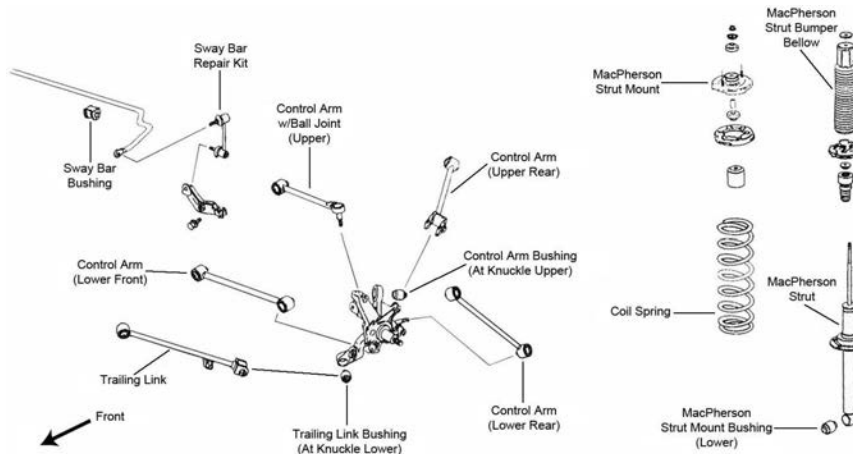 Sway Bar
Repair Kit
Sway Bar
Bushing
Control Arm
w/Ball Joint
(Upper)
Control Arm
(Upper Rear)
Control Arm Bushing
(At Knuckle Upper)
Control Arm
(Lower Front)
Trailing Link
Front
Trailing Link Bushing
(At Knuckle Lower)
Control Arm
(Lower Rear)
MacPherson
Strut Mount
MacPherson
Strut Bumper
Bellow
Coil Spring
MacPherson
Strut
MacPherson
Strut Mount Bushing
(Lower)